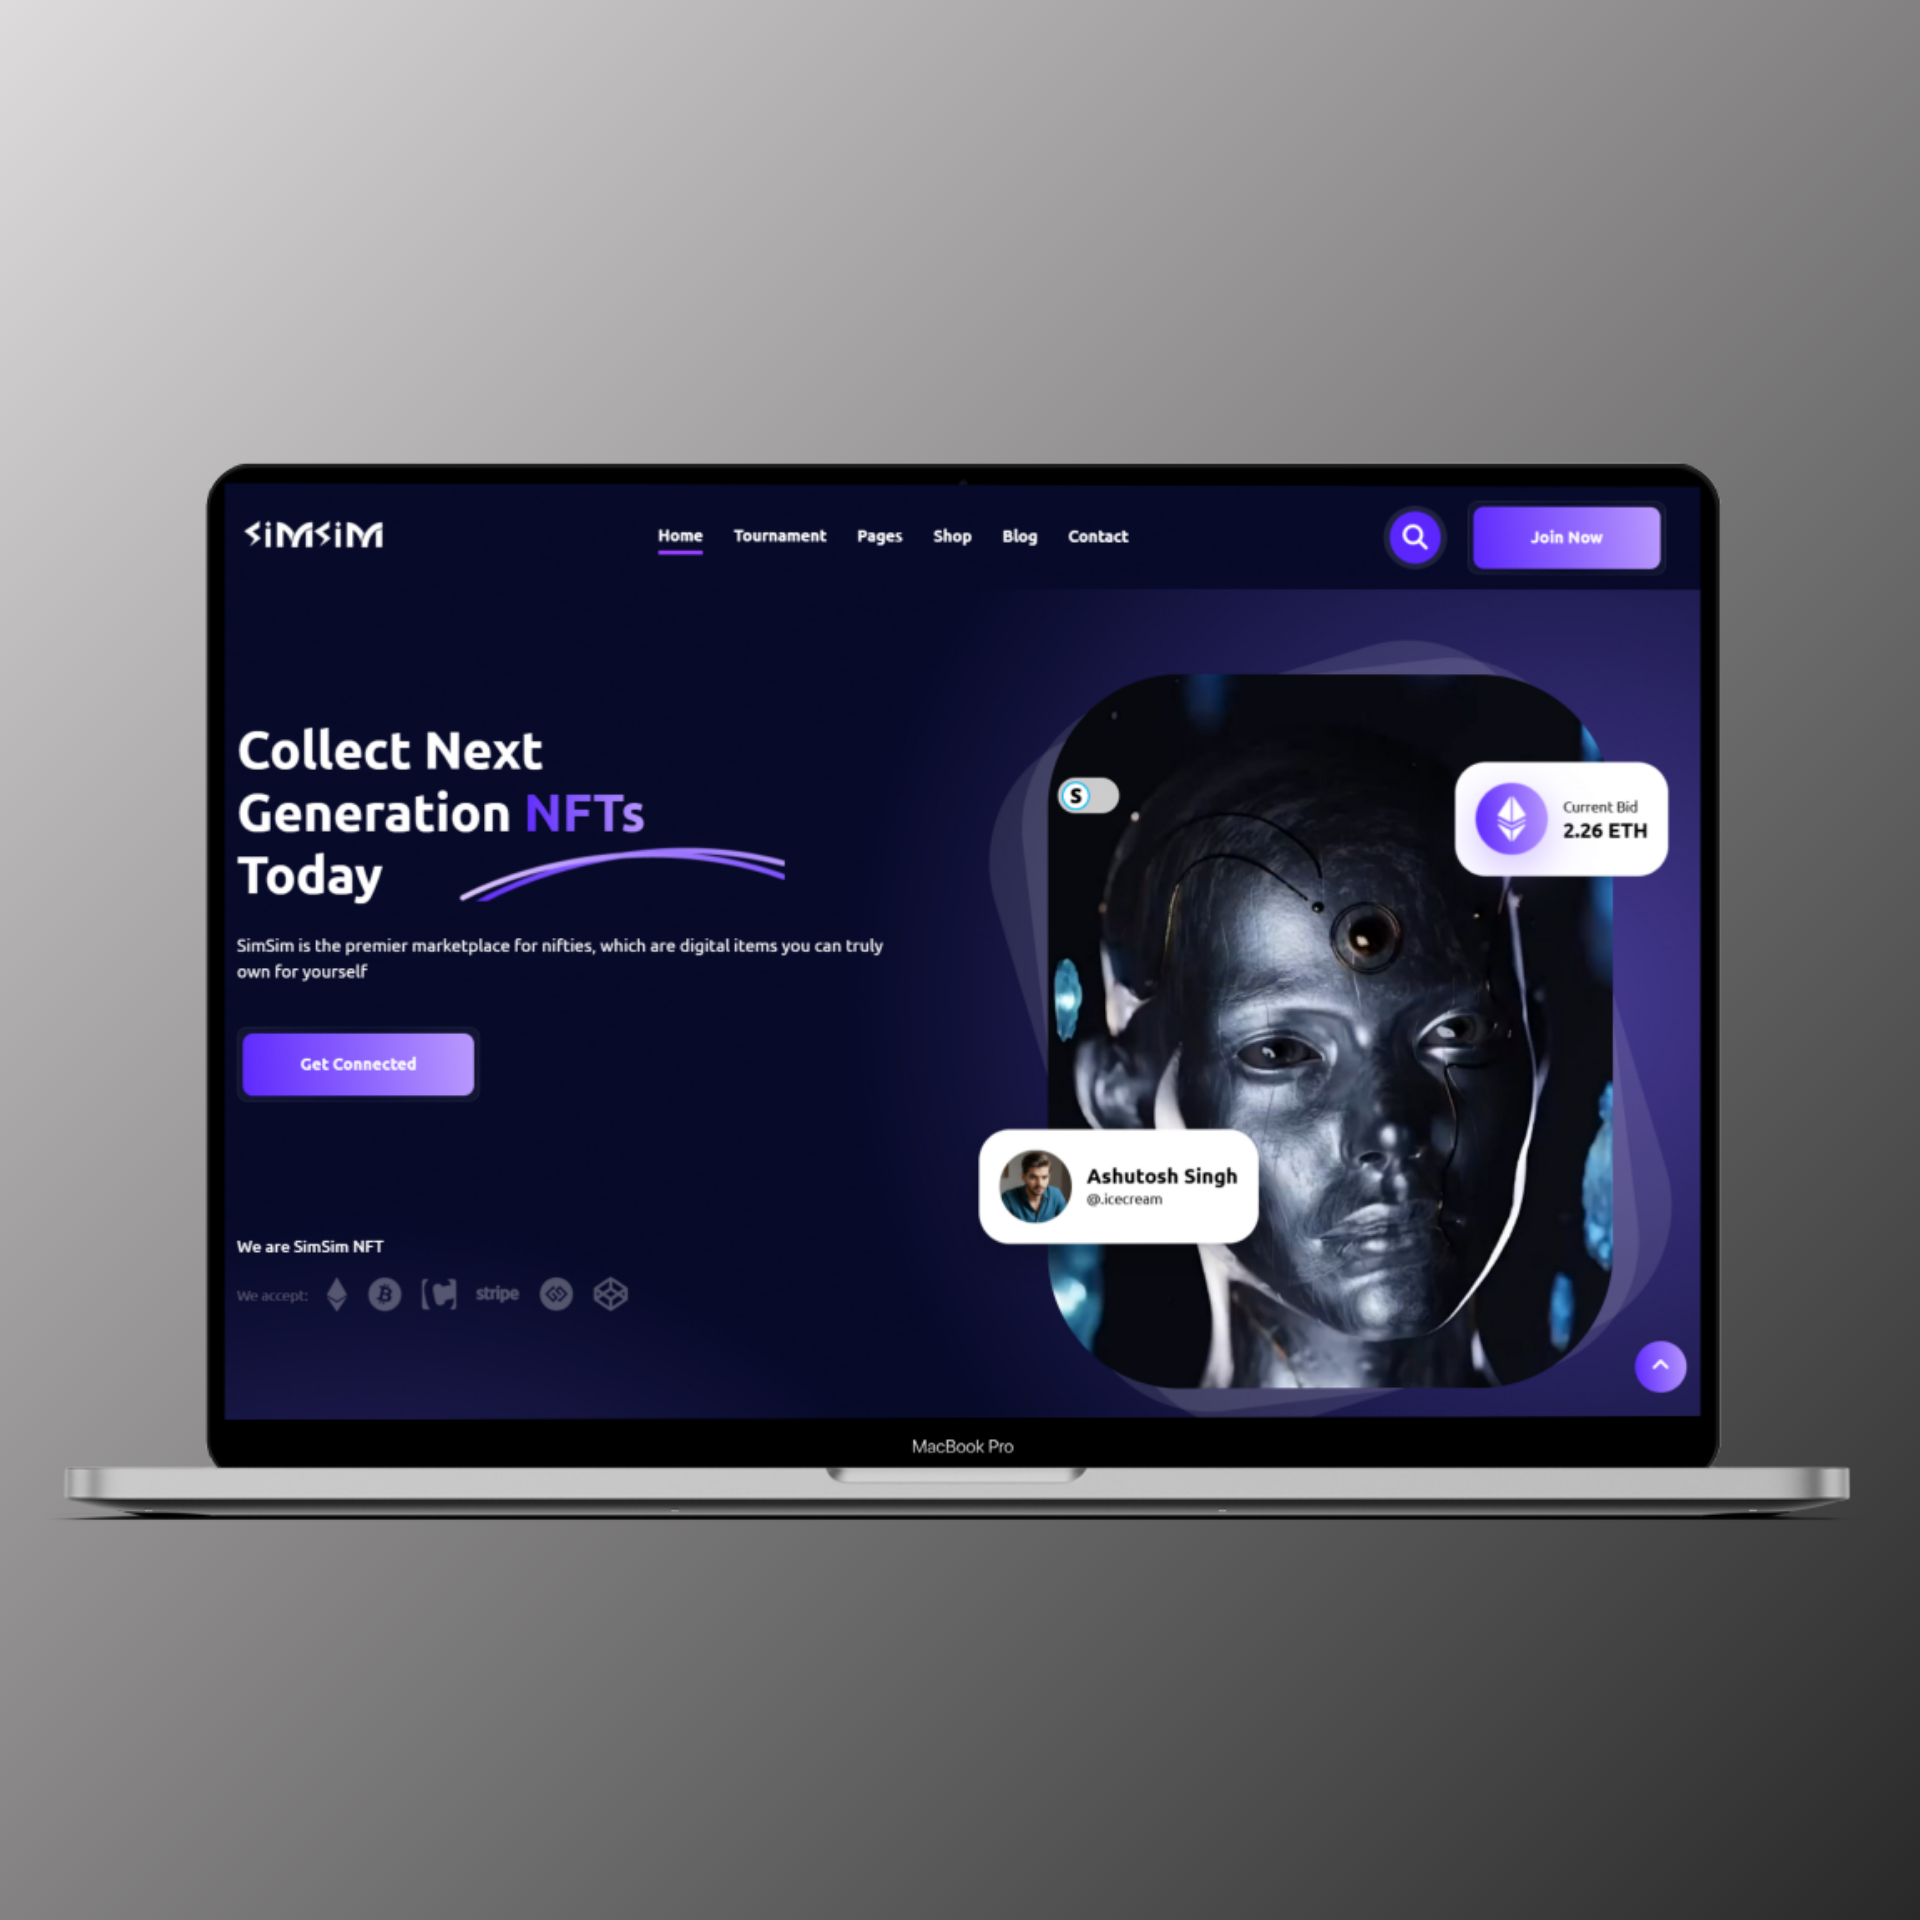 SiMSiM
Home Tournament Pages Shop Blog Contact
Join Now
Collect Next
Generation NFTs
Today
SimSim is the premier marketplace for nifties, which are digital items you can truly
own for yourself
Get Connected
S
Current Bid
2.26 ETH
Ashutosh Singh
@.icecream
We are SimSim NFT
We accept: stripe
MacBook Pro